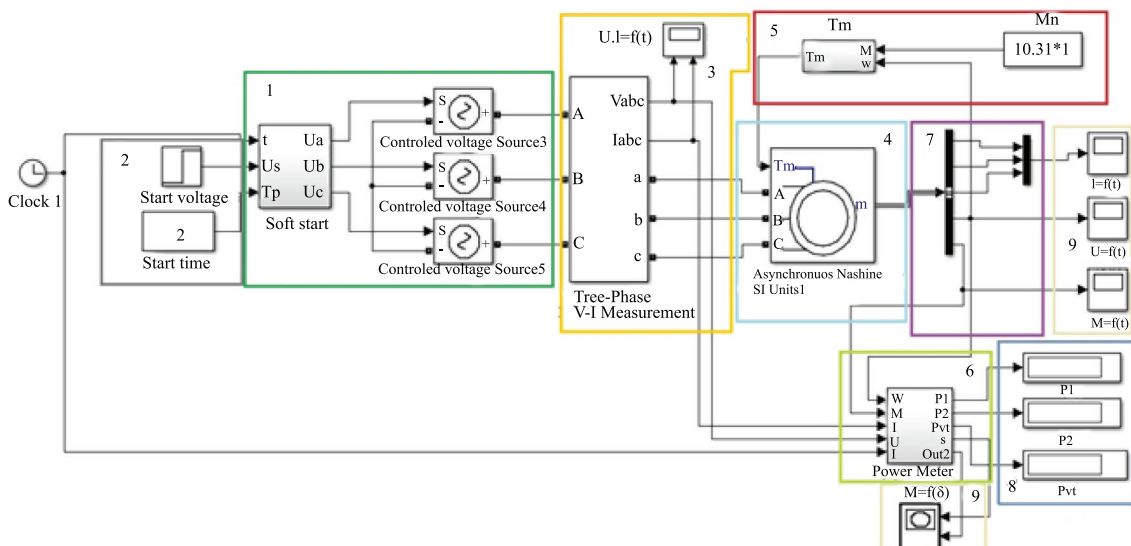 Clock 1
2
Start voltage
2
Start time
1
t
Us
Tp
Ua
Ub
Uc
Soft start
S
-
+
Controled voltage Source3
S
-
+
Controled voltage Source4
S
-
+
Controled voltage Source5
U.l=f(t)
3
A
B
C
Vabc
Iabc
a
b
c
Tree-Phase
V-I Measurement
5
Tm
Mn
Tm
M
w
10.31*1
4
Tm
A
B
C
m
Asynchronuos Nashine
SI Units1
7
l=f(t)
U=f(t)
9
M=f(t)
6
W
M
I
U
I
P1
P2
Pvt
s
Out2
Power Meter
P1
P2
8
Pvt
M=f(δ)
9